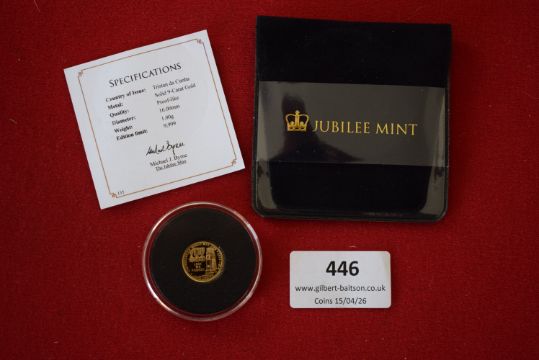 SPECIFICATIONS
Country of Issue: Tristan da Cunha
Metal: Solid 9-Carat Gold
Quality: Proof-like
Diameter: 16.00mm
Weight: 1.00g
Edition limit: 9,999
Michael J. Byrne
The Jubilee Mint
JUBILEE MINT
446
www.gilbert-baitson.co.uk
Coins 15/04/26